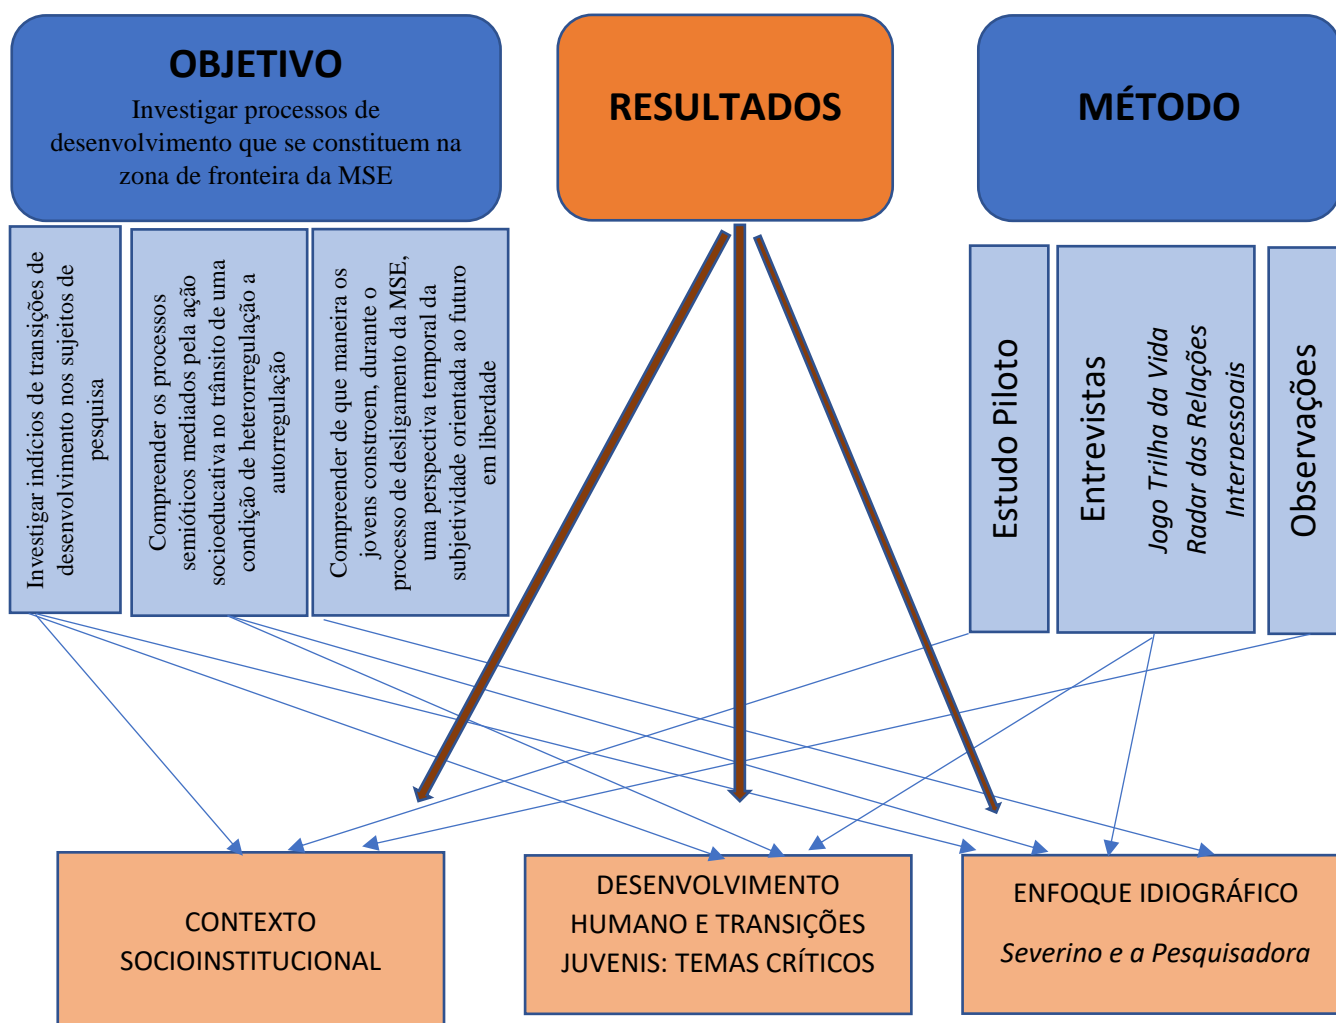 OBJETIVO
Investigar processos de
desenvolvimento que se constituem na
zona de fronteira da MSE
RESULTADOS
MÉTODO
Investigar indícios de transições de
desenvolvimento nos sujeitos de
pesquisa
Compreender os processos
semióticos mediados pela ação
socioeducativa no trânsito de uma
condição de heterorregulação a
autorregulação
Compreender de que maneira os
jovens constroem, durante o
processo de desligamento da MSE,
uma perspectiva temporal da
subjetividade orientada ao futuro
em liberdade
Estudo Piloto
Entrevistas
Jogo Trilha da Vida
Radar das Relações
Interpessoais
Observações
CONTEXTO
SOCIOINSTITUCIONAL
DESENVOLVIMENTO
HUMANO E TRANSIÇÕES
JUVENIS: TEMAS CRÍTICOS
ENFOQUE IDIOGRÁFICO
Severino e a Pesquisadora